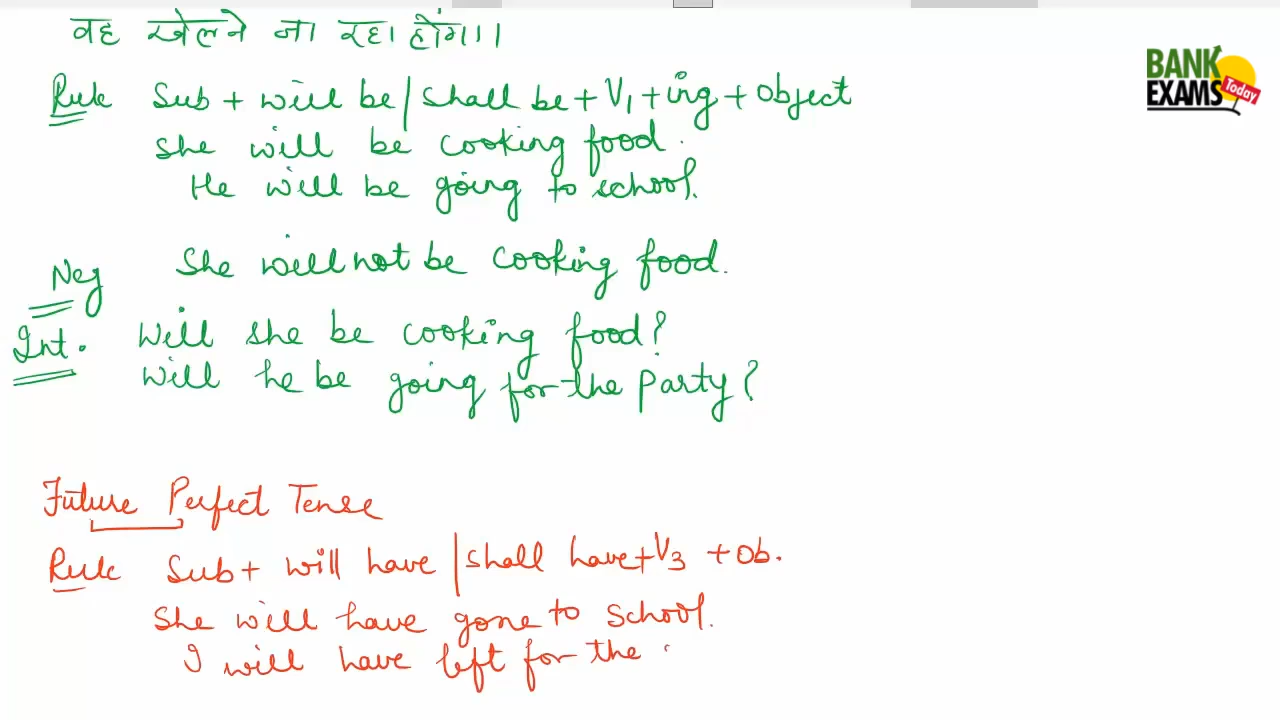 वह खेलने जा रहा होगा।
BANK EXAMS Today
Rule Sub + will be / shall be + V1 + ing + object
She will be cooking food.
He will be going to school.
Neg She will not be cooking food.
Int. Will she be cooking food?
Will he be going for the party?
Future Perfect Tense
Rule Sub + will have / shall have + V3 + Ob.
She will have gone to school.
I will have left for the